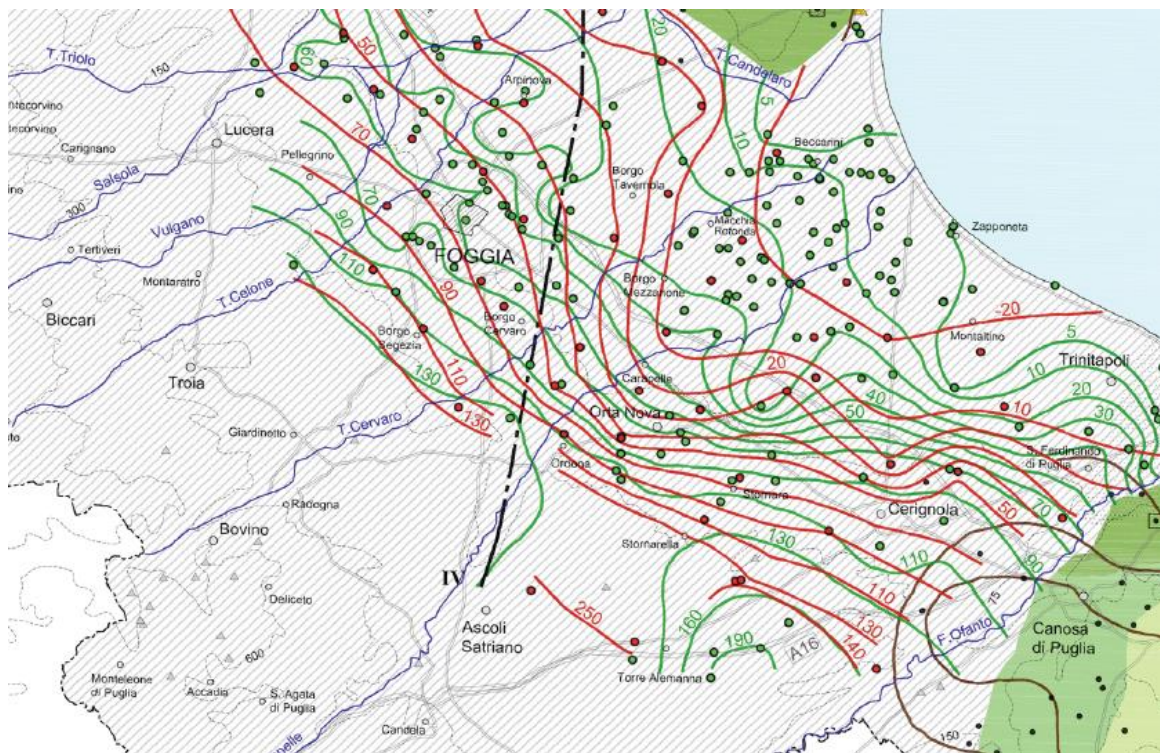 20
T.Candelaro
60
50
T.Triolo
150
Arpinova
5
Lucera
70
10
Beccarini
Carignano
Pellegrino
Salsola
Borgo
Tavernola
300
Vulgano
70
90
Macchia
Rotonda
Zapponeta
Tertiveri
FOGGIA
110
Montaratro
T.Celone
90
Borgo
Mezzanone
Biccari
Borgo
Cervaro
Borgo
Segezia
-20
Montaltino
5
Troia
130
110
Carapelle
20
10
Trinitapoli
20
T.Cervaro
130
Orta Nova
40
50
30
10
Giardinetto
Ordona
S. Ferdinando
di Puglia
Radogna
Stornara
Cerignola
50
70
Bovino
Stornarella
130
110
90
IV
Deliceto
250
110
75
160
130
F.Ofanto
Ascoli
Satriano
190
140
A16
Canosa
di Puglia
600
Torre Alemanna
Monteleone
di Puglia
Accadia
S. Agata
di Puglia
Candela
150